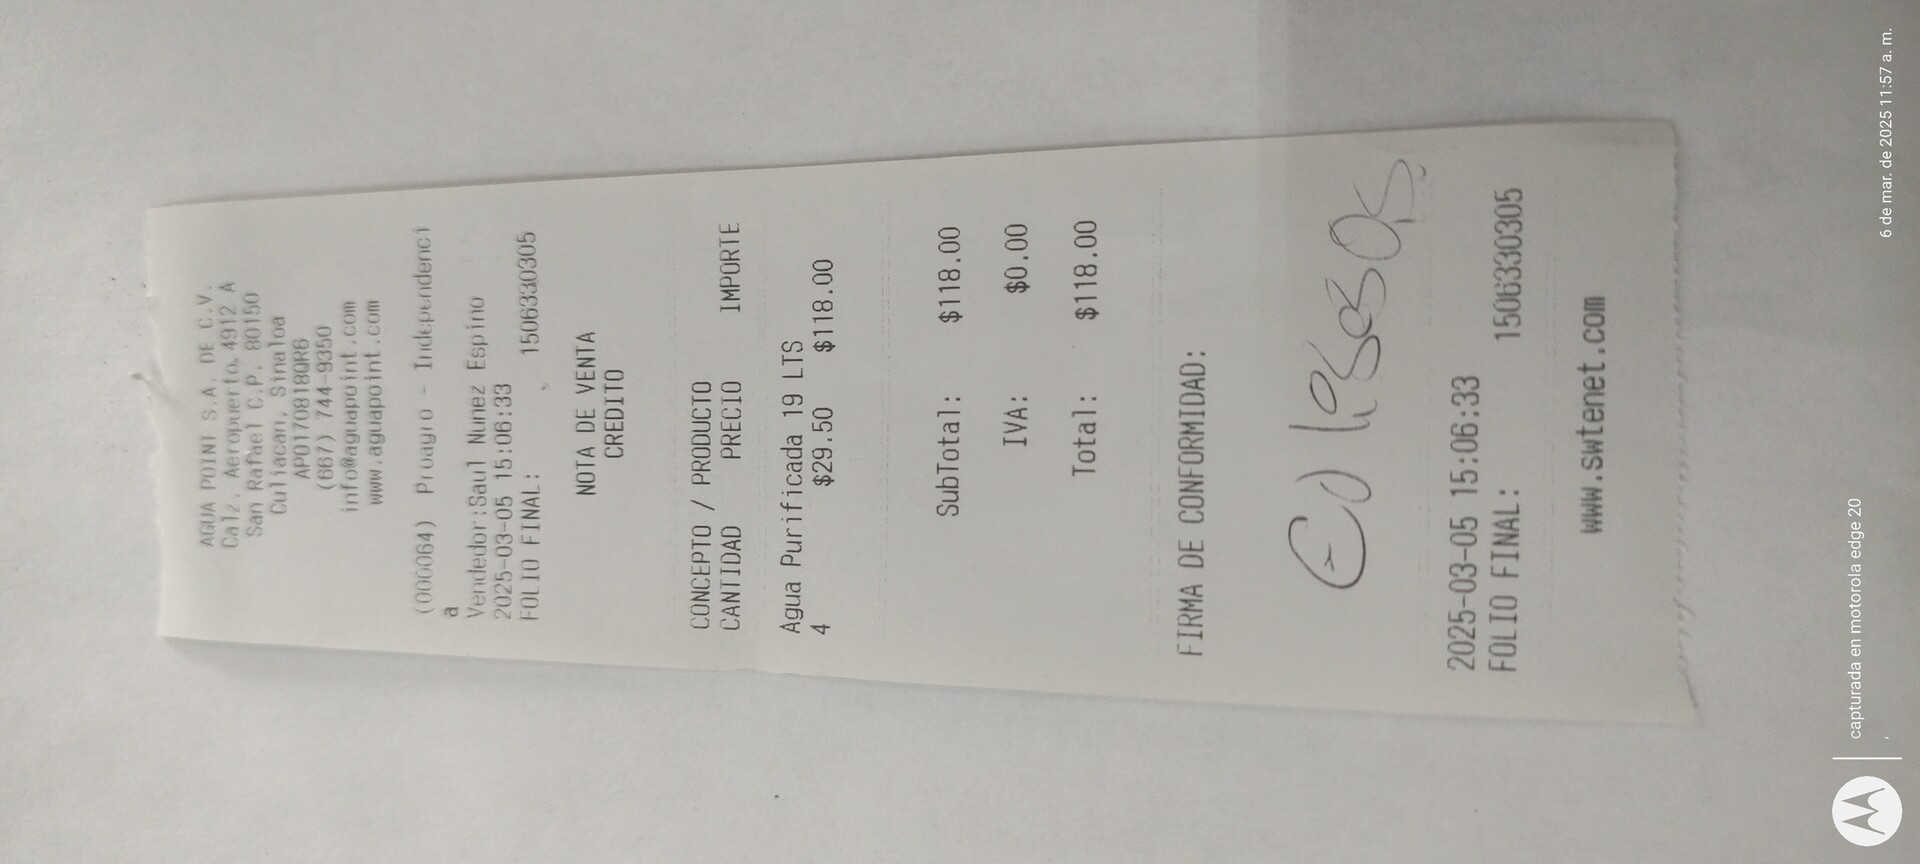 AGUA POINT S.A. DE C.V.
Calz. Aeropuerto, 4912 A
San Rafael C.P. 80150
Culiacan, Sinaloa
APO170818QR6
(667) 744-9350
info@aguapoint.com
www.aguapoint.com
(000064) Proagro - Independenci
a
Vendedor:Saul Nunez Espino
2025-03-05 15:06:33
FOLIO FINAL: 1506330305
NOTA DE VENTA
CREDITO
CONCEPTO / PRODUCTO
CANTIDAD PRECIO IMPORTE
Agua Purificada 19 LTS
4 $29.50 $118.00
SubTotal: $118.00
IVA: $0.00
Total: $118.00
FIRMA DE CONFORMIDAD:
2025-03-05 15:06:33
FOLIO FINAL: 1506330305
www.swtenet.com
capturada en motorola edge 20
6 de mar. de 2025 11:57 a. m.